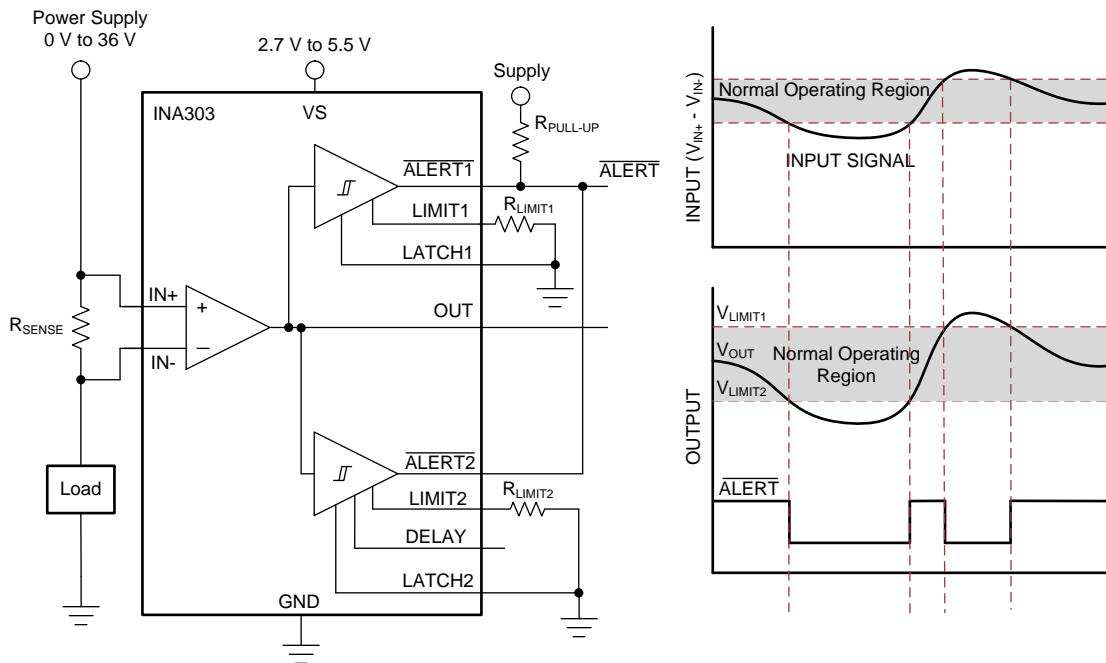 Power Supply
0 V to 36 V
2.7 V to 5.5 V
Supply
INA303
VS
R_PULL-UP
ALERT1
ALERT
LIMIT1
R_LIMIT1
LATCH1
IN+
+
R_SENSE
OUT
IN-
−
ALERT2
Load
LIMIT2
R_LIMIT2
DELAY
LATCH2
GND
INPUT (V_IN+ - V_IN-)
Normal Operating Region
INPUT SIGNAL
OUTPUT
V_LIMIT1
V_OUT
Normal Operating
Region
V_LIMIT2
ALERT